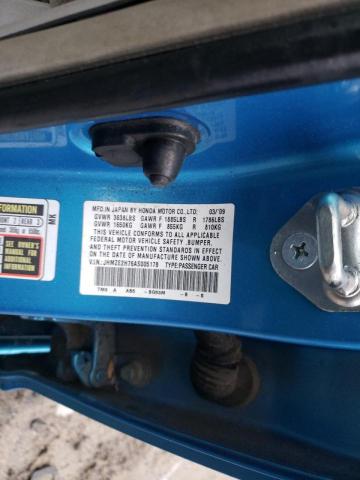 MFD.IN JAPAN BY HONDA MOTOR CO.,LTD. 03/'09
GVWR 3638LBS GAWR F 1885LBS R 1786LBS
GVWR 1650KG GAWR F 855KG R 810KG
THIS VEHICLE CONFORMS TO ALL APPLICABLE
FEDERAL MOTOR VEHICLE SAFETY ,BUMPER,
AND THEFT PREVENTION STANDARDS IN EFFECT
ON THE DATE OF MANUFACTURE SHOWN ABOVE.
V.I.N.: JHMZE2H76AS005179 TYPE:PASSENGER CAR
MK
SEE OWNER'S
MANUAL FOR
ADDITIONAL
INFORMATION